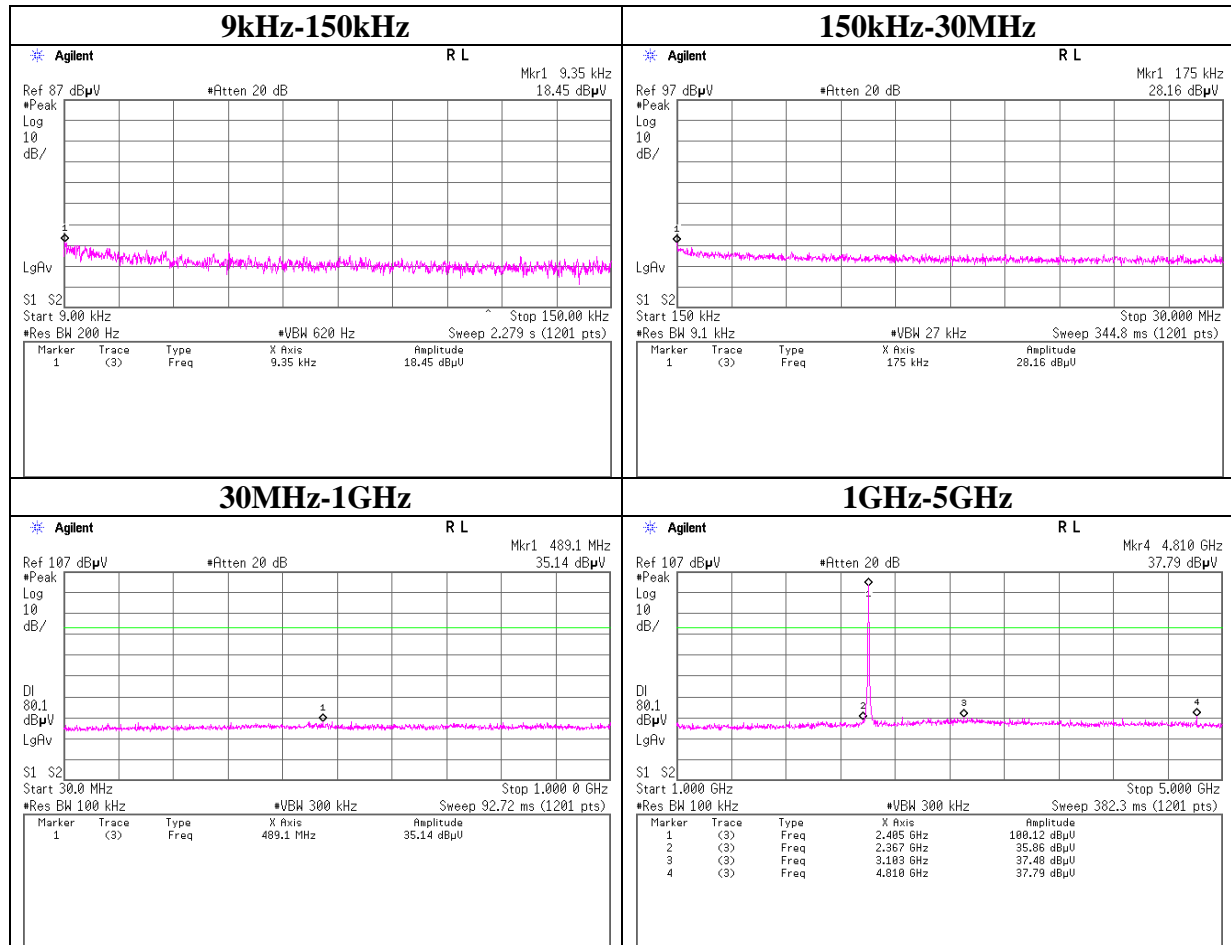 9kHz-150kHz
Agilent R L
Mkr1 9.35 kHz
Ref 87 dBµV #Atten 20 dB 18.45 dBµV
#Peak
Log
10
dB/
1
LgAv
S1 S2
Start 9.00 kHz ^ Stop 150.00 kHz
#Res BW 200 Hz #VBW 620 Hz Sweep 2.279 s (1201 pts)
Marker Trace Type X Axis Amplitude
1 (3) Freq 9.35 kHz 18.45 dBµV
150kHz-30MHz
Agilent R L
Mkr1 175 kHz
Ref 97 dBµV #Atten 20 dB 28.16 dBµV
#Peak
Log
10
dB/
1
LgAv
S1 S2
Start 150 kHz Stop 30.000 MHz
#Res BW 9.1 kHz #VBW 27 kHz Sweep 344.8 ms (1201 pts)
Marker Trace Type X Axis Amplitude
1 (3) Freq 175 kHz 28.16 dBµV
30MHz-1GHz
Agilent R L
Mkr1 489.1 MHz
Ref 107 dBµV #Atten 20 dB 35.14 dBµV
#Peak
Log
10
dB/
DI
80.1
dBµV
1
LgAv
S1 S2
Start 30.0 MHz Stop 1.000 0 GHz
#Res BW 100 kHz #VBW 300 kHz Sweep 92.72 ms (1201 pts)
Marker Trace Type X Axis Amplitude
1 (3) Freq 489.1 MHz 35.14 dBµV
1GHz-5GHz
Agilent R L
Mkr4 4.810 GHz
Ref 107 dBµV #Atten 20 dB 37.79 dBµV
#Peak
Log
10
dB/
1
DI
80.1
dBµV
2 3 4
LgAv
S1 S2
Start 1.000 GHz Stop 5.000 GHz
#Res BW 100 kHz #VBW 300 kHz Sweep 382.3 ms (1201 pts)
Marker Trace Type X Axis Amplitude
1 (3) Freq 2.405 GHz 100.12 dBµV
2 (3) Freq 2.367 GHz 35.86 dBµV
3 (3) Freq 3.103 GHz 37.48 dBµV
4 (3) Freq 4.810 GHz 37.79 dBµV